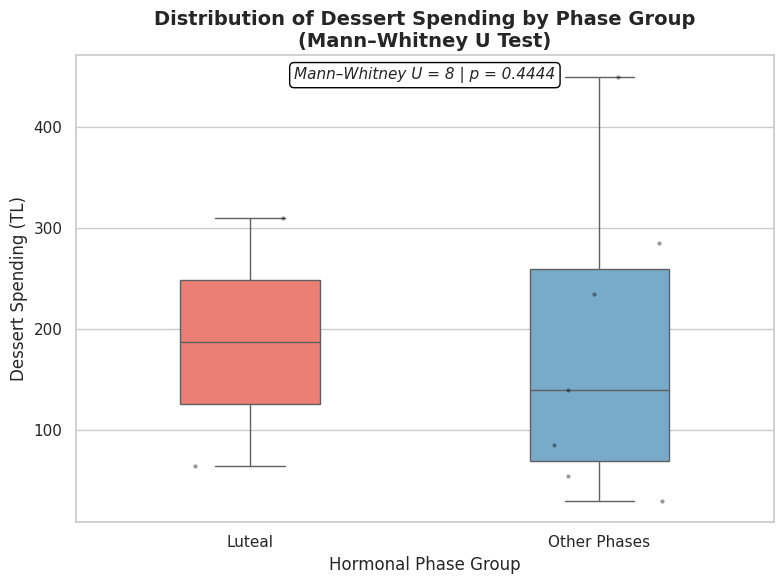 Distribution of Dessert Spending by Phase Group
(Mann–Whitney U Test)
Mann–Whitney U = 8 | p = 0.4444
Dessert Spending (TL)
400
300
200
100
Luteal
Other Phases
Hormonal Phase Group